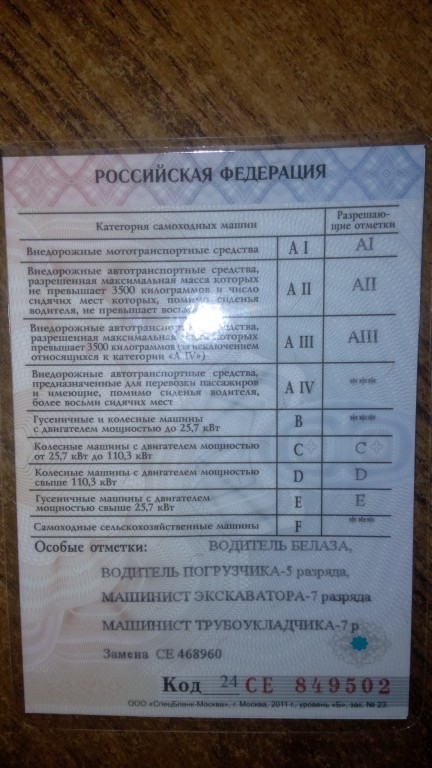 РОССИЙСКАЯ ФЕДЕРАЦИЯ
Категория самоходных машин
Разрешаю-
щие отметки
Внедорожные мототранспортные средства A I AI
Внедорожные автотранспортные средства,
разрешенная максимальная масса которых
не превышает 3500 килограммов и число
сидячих мест которых, помимо сиденья
водителя, не превышает A II AII
Внедорожные средства,
разрешенная максимальная масса которых
превышает 3500 килограммов исключением
относящихся к категории «A IV») A III AIII
Внедорожные автотранспортные средства,
предназначенные для перевозки пассажиров
и имеющие, помимо сиденья водителя,
более восьми сидячих мест A IV ***
Гусеничные и колесные машины
с двигателем мощностью до 25,7 кВт B ***
Колесные машины с двигателем мощностью
от 25,7 кВт до 110,3 кВт C C
Колесные машины с двигателем мощностью
свыше 110,3 кВт D D
Гусеничные машины с двигателем
мощностью свыше 25,7 кВт E E
Самоходные сельскохозяйственные машины F ***
Особые отметки: ВОДИТЕЛЬ БЕЛАЗА,
ВОДИТЕЛЬ ПОГРУЗЧИКА-5 разряда,
МАШИНИСТ ЭКСКАВАТОРА-7 разряда
МАШИНИСТ ТРУБОУКЛАДЧИКА-7 р
Замена СЕ 468960
Код 24 СЕ 849502
ООО «СпецБланк-Москва», г. Москва, 2011 г., уровень «Б», зак. № 23.